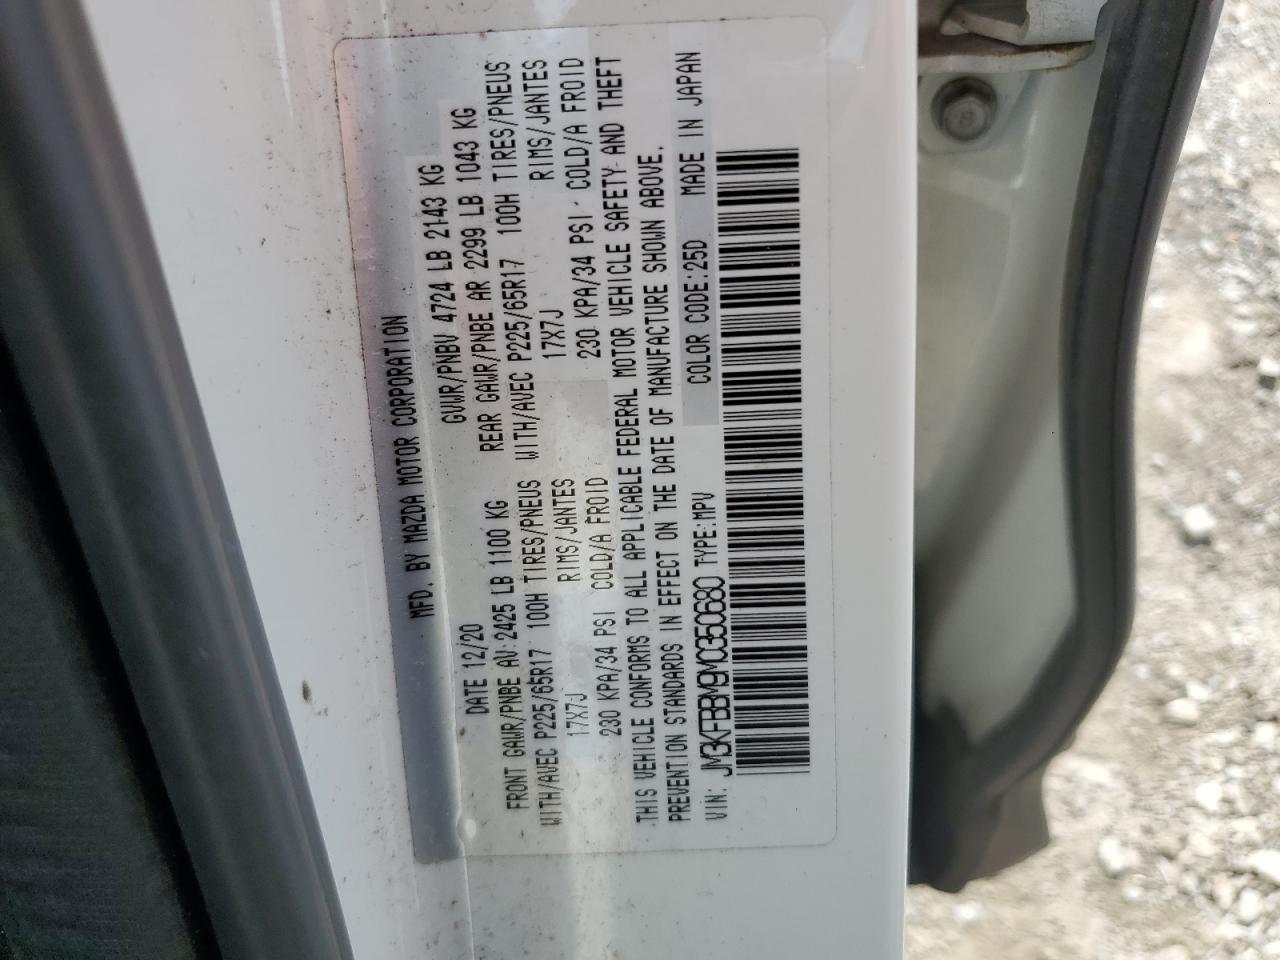 MFD. BY MAZDA MOTOR CORPORATION
DATE 12/20 GVWR/PNBV 4724 LB 2143 KG
FRONT GAWR/PNBE AV 2425 LB 1100 KG REAR GAWR/PNBE AR 2299 LB 1043 KG
WITH/AVEC P225/65R17 100H TIRES/PNEUS WITH/AVEC P225/65R17 100H TIRES/PNEUS
17X7J RIMS/JANTES 17X7J RIMS/JANTES
230 KPA/34 PSI COLD/A FROID 230 KPA/34 PSI COLD/A FROID
THIS VEHICLE CONFORMS TO ALL APPLICABLE FEDERAL MOTOR VEHICLE SAFETY AND THEFT
PREVENTION STANDARDS IN EFFECT ON THE DATE OF MANUFACTURE SHOWN ABOVE.
COLOR CODE:25D MADE IN JAPAN
VIN: JM3KFBBM9M0350680 TYPE:MPV